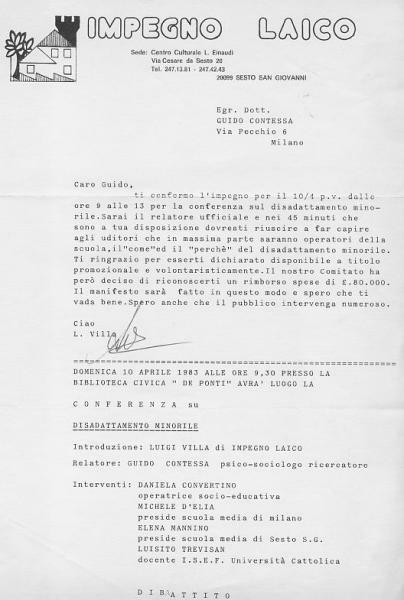 IMPEGNO LAICO
Sede: Centro Culturale L. Einaudi
Via Cesare da Sesto 20
Tel. 247.13.81 - 247.42.43
20099 SESTO SAN GIOVANNI
Egr. Dott.
GUIDO CONTESSA
Via Pecchio 6
Milano
Caro Guido,
ti confermo l'impegno per il 10/4 p.v. dalle
ore 9 alle 13 per la conferenza sul disadattamento mino-
rile.Sarai il relatore ufficiale e nei 45 minuti che
sono a tua disposizione dovresti riuscire a far capire
agli uditori che in massima parte saranno operatori della
scuola,il"come"ed il "perchè" del disadattamento minorile.
Ti ringrazio per esserti dichiarato disponibile a titolo
promozionale e volontaristicamente.Il nostro Comitato ha
però deciso di riconoscerti un rimborso spese di £.80.000.
Il manifesto sarà fatto in questo modo e spero che ti
vada bene.Spero anche che il pubblico intervenga numeroso.
Ciao
L. Villa
DOMENICA 10 APRILE 1983 ALLE ORE 9,30 PRESSO LA
BIBLIOTECA CIVICA " DE PONTI" AVRA' LUOGO LA
C O N F E R E N Z A su
DISADATTAMENTO MINORILE
Introduzione: LUIGI VILLA di IMPEGNO LAICO
Relatore: GUIDO CONTESSA psico-sociologo ricercatore
Interventi: DANIELA CONVERTINO
operatrice socio-educativa
MICHELE D'ELIA
preside scuola media di milano
ELENA MANNINO
preside scuola media di Sesto S.G.
LUISITO TREVISAN
docente I.S.E.F. Università Cattolica
D I B A T T I T O